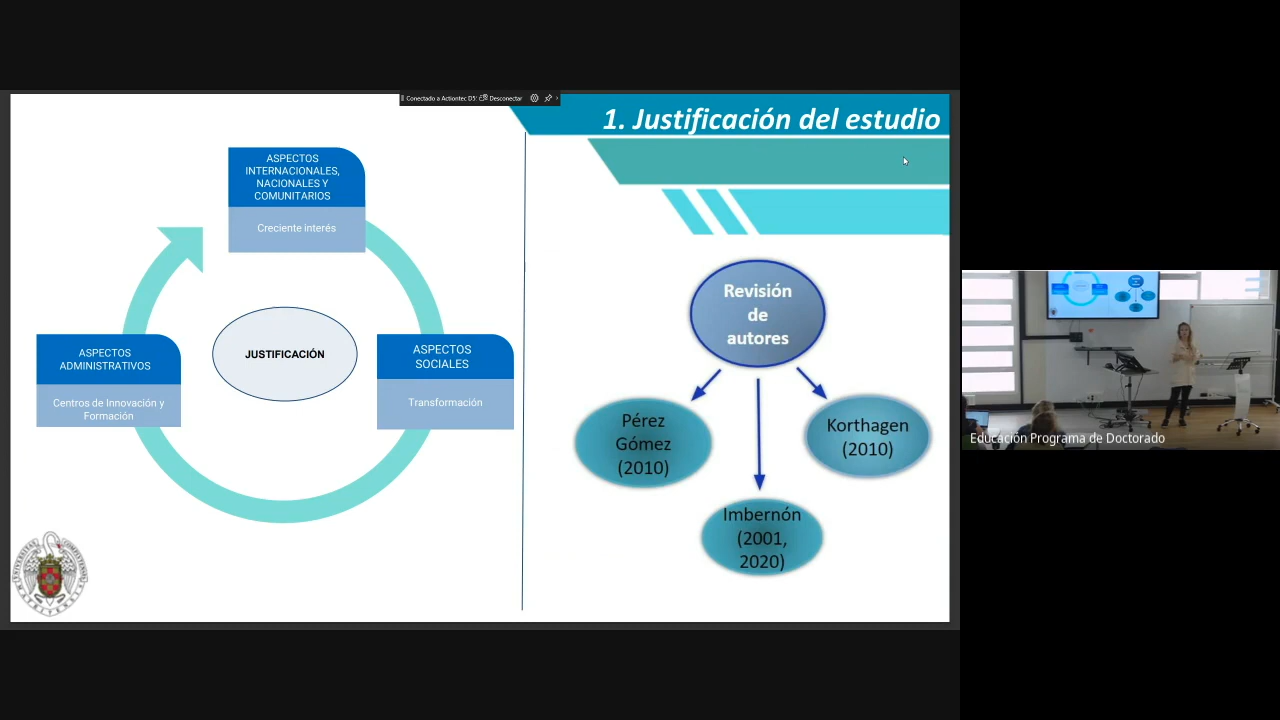 Conectado a Actiontec DS
Desconectar
1. Justificación del estudio
ASPECTOS
INTERNACIONALES,
NACIONALES Y
COMUNITARIOS
Creciente interés
ASPECTOS
ADMINISTRATIVOS
Centros de Innovación y
Formación
JUSTIFICACIÓN
ASPECTOS
SOCIALES
Transformación
Revisión
de
autores
Pérez
Gómez
(2010)
Korthagen
(2010)
Imbernón
(2001,
2020)
Educación Programa de Doctorado